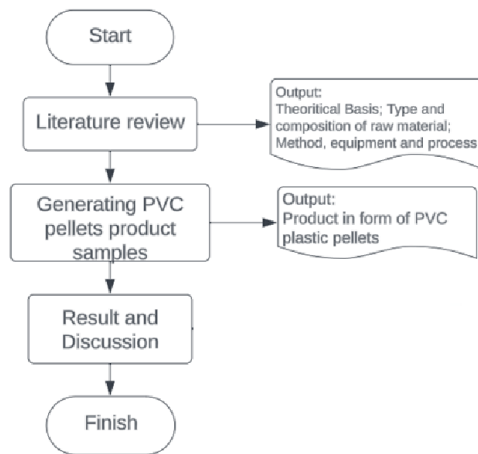 Start
Literature review
Output:
Theoritical Basis; Type and
composition of raw material;
Method, equipment and process
Generating PVC
pellets product
samples
Output:
Product in form of PVC
plastic pellets
Result and
Discussion
Finish